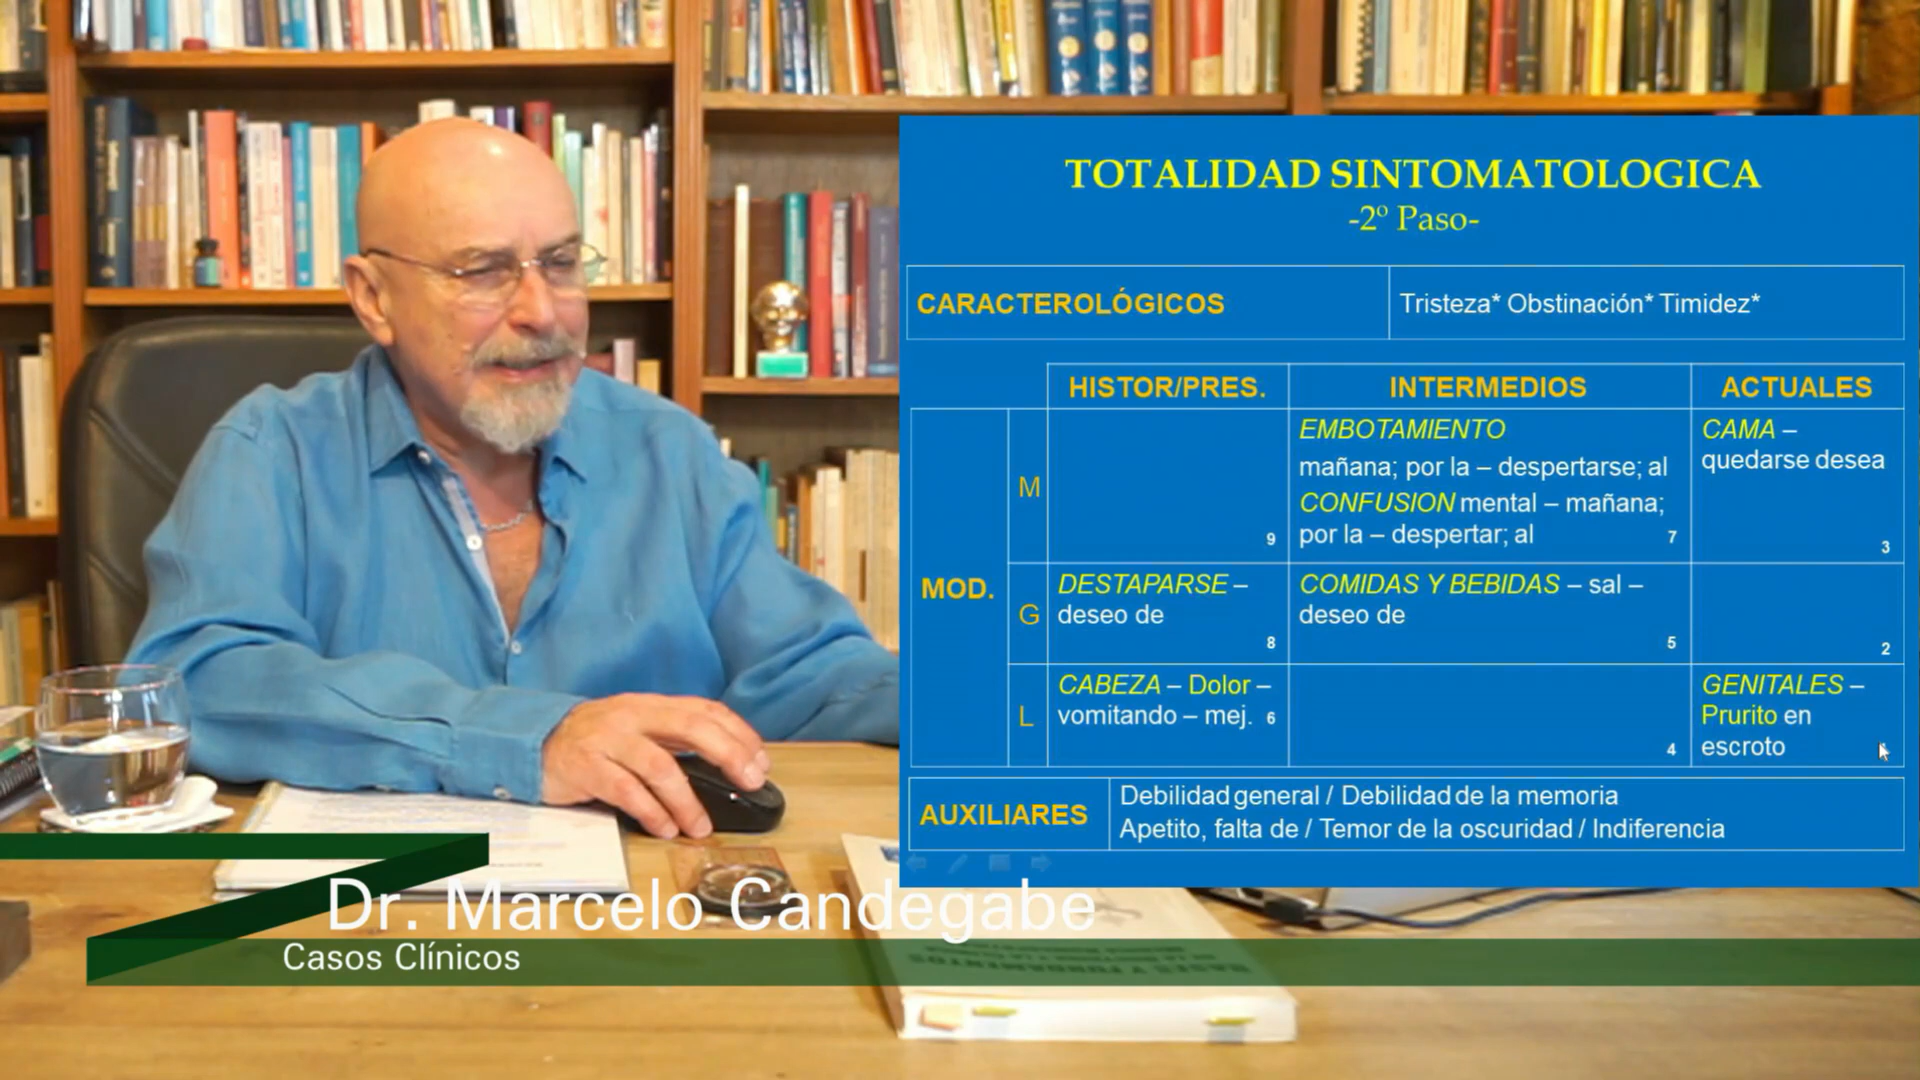 TOTALIDAD SINTOMATOLOGICA
-2º Paso-
CARACTEROLÓGICOS
Tristeza* Obstinación* Timidez*
HISTOR/PRES.
INTERMEDIOS
ACTUALES
MOD.
M
9
EMBOTAMIENTO
mañana; por la – despertarse; al
CONFUSION mental – mañana;
por la – despertar; al 7
CAMA –
quedarse desea
3
G
DESTAPARSE –
deseo de
8
COMIDAS Y BEBIDAS – sal –
deseo de
5
2
L
CABEZA – Dolor –
vomitando – mej. 6
4
GENITALES –
Prurito en
escroto
AUXILIARES
Debilidad general / Debilidad de la memoria
Apetito, falta de / Temor de la oscuridad / Indiferencia
Dr. Marcelo Candegabe
Casos Clínicos
BASES Y FUNDAMENTOS